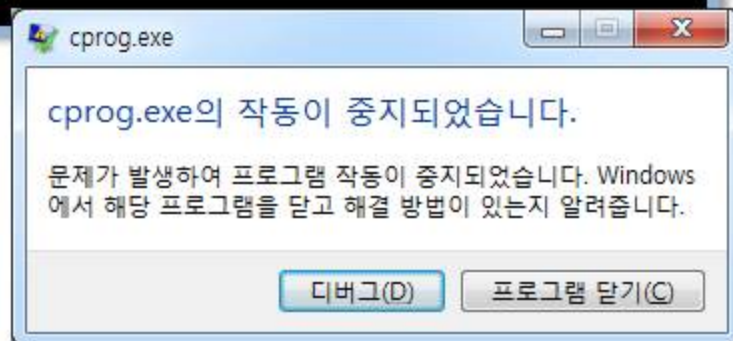 cprog.exe
cprog.exe의 작동이 중지되었습니다.
문제가 발생하여 프로그램 작동이 중지되었습니다. Windows
에서 해당 프로그램을 닫고 해결 방법이 있는지 알려줍니다.
디버그(D) 프로그램 닫기(C)